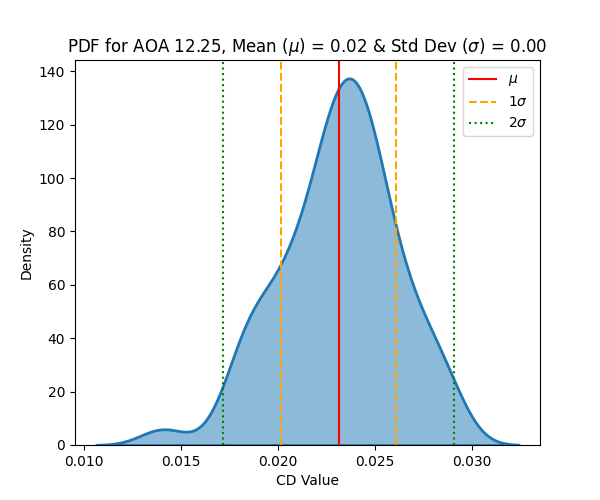 PDF for AOA 12.25, Mean (μ) = 0.02 & Std Dev (σ) = 0.00
μ
1σ
2σ
140
120
100
80
60
40
20
0
Density
0.010 0.015 0.020 0.025 0.030
CD Value